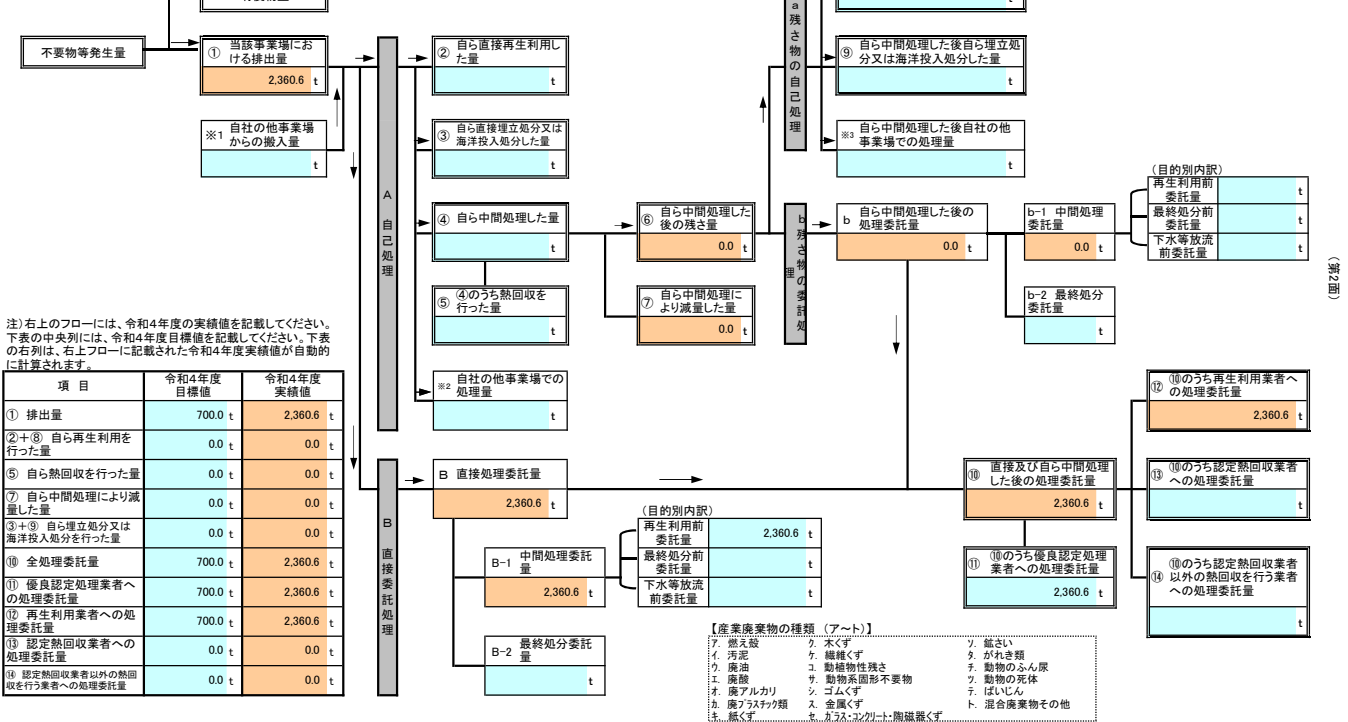 t
a
残
さ
物
の
自
己
処
理
不要物等発生量
① 当該事業場にお
ける排出量
2,360.6 t
② 自ら直接再生利用し
た量
t
⑨ 自ら中間処理した後自ら埋立処
分又は海洋投入処分した量
t
※1 自社の他事業場
からの搬入量
t
③ 自ら直接埋立処分又は
海洋投入処分した量
t
※3 自ら中間処理した後自社の他
事業場での処理量
t
A
自
己
処
理
④ 自ら中間処理した量
t
⑥ 自ら中間処理した
後の残さ量
0.0 t
b
残
さ
物
の
委
託
処
理
b 自ら中間処理した後の
処理委託量
0.0 t
b-1 中間処理
委託量
0.0 t
(目的別内訳)
再生利用前
委託量
t
最終処分前
委託量
t
下水等放流
前委託量
t
(第2面)
⑤ ④のうち熱回収を
行った量
t
⑦ 自ら中間処理に
より減量した量
0.0 t
b-2 最終処分
委託量
t
※2 自社の他事業場での
処理量
t
注)右上のフローには、令和4年度の実績値を記載してください。
下表の中央列には、令和4年度目標値を記載してください。下表
の右列は、右上フローに記載された令和4年度実績値が自動的
に計算されます。
項 目 令和4年度
目標値 令和4年度
実績値
① 排出量 700.0 t 2,360.6 t
②+⑧ 自ら再生利用を
行った量 0.0 t 0.0 t
⑤ 自ら熱回収を行った量 0.0 t 0.0 t
⑦ 自ら中間処理により減
量した量 0.0 t 0.0 t
③+⑨ 自ら埋立処分又は
海洋投入処分を行った量 0.0 t 0.0 t
⑩ 全処理委託量 700.0 t 2,360.6 t
⑪ 優良認定処理業者へ
の処理委託量 700.0 t 2,360.6 t
⑫ 再生利用業者への処
理委託量 700.0 t 2,360.6 t
⑬ 認定熱回収業者への
処理委託量 0.0 t 0.0 t
⑭ 認定熱回収業者以外の熱回
収を行う業者への処理委託量 0.0 t 0.0 t
B
直
接
委
託
処
理
B 直接処理委託量
2,360.6 t
B-1 中間処理委託
量
2,360.6 t
(目的別内訳)
再生利用前
委託量
2,360.6 t
最終処分前
委託量
t
下水等放流
前委託量
t
B-2 最終処分委託
量
t
⑩ 直接及び自ら中間処理
した後の処理委託量
2,360.6 t
⑪ ⑩のうち優良認定処理
業者への処理委託量
2,360.6 t
⑫ ⑩のうち再生利用業者へ
の処理委託量
2,360.6 t
⑬ ⑩のうち認定熱回収業者
への処理委託量
t
⑭ ⑩のうち認定熱回収業者
以外の熱回収を行う業者
への処理委託量
t
【産業廃棄物の種類 (ア~ト)】
ア. 燃え殻 ク. 木くず ソ. 鉱さい
イ. 汚泥 ケ. 繊維くず タ. がれき類
ウ. 廃油 コ. 動植物性残さ チ. 動物のふん尿
エ. 廃酸 サ. 動物系固形不要物 ツ. 動物の死体
オ. 廃アルカリ シ. ゴムくず テ. ばいじん
カ. 廃プラスチック類 ス. 金属くず ト. 混合廃棄物その他
キ. 紙くず セ. ガラス・コンクリート・陶磁器くず